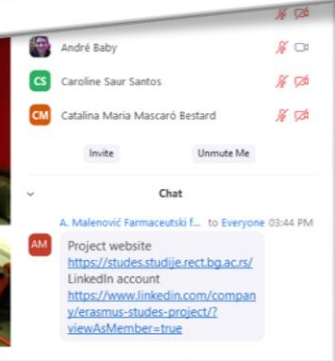 André Baby
CS Caroline Saur Santos
CM Catalina Maria Mascaró Bestard
Invite Unmute Me
Chat
A. Malenović Farmaceutski f... to Everyone 03:44 PM
AM Project website
https://studes.studije.rect.bg.ac.rs/
LinkedIn account
https://www.linkedin.com/compan
y/erasmus-studes-project/?
viewAsMember=true